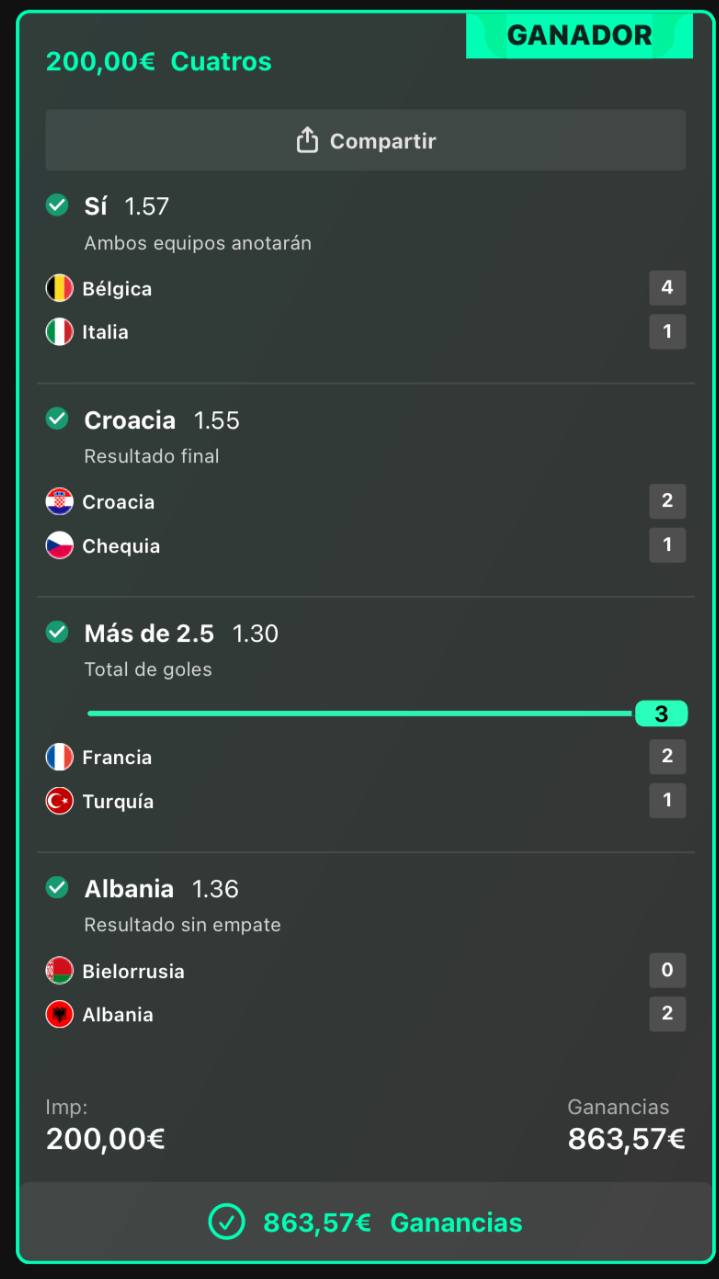 GANADOR
200,00€ Cuatros
Compartir
Sí 1.57
Ambos equipos anotarán
Bélgica 4
Italia 1
Croacia 1.55
Resultado final
Croacia 2
Chequia 1
Más de 2.5 1.30
Total de goles
3
Francia 2
Turquía 1
Albania 1.36
Resultado sin empate
Bielorrusia 0
Albania 2
Imp: Ganancias
200,00€ 863,57€
863,57€ Ganancias